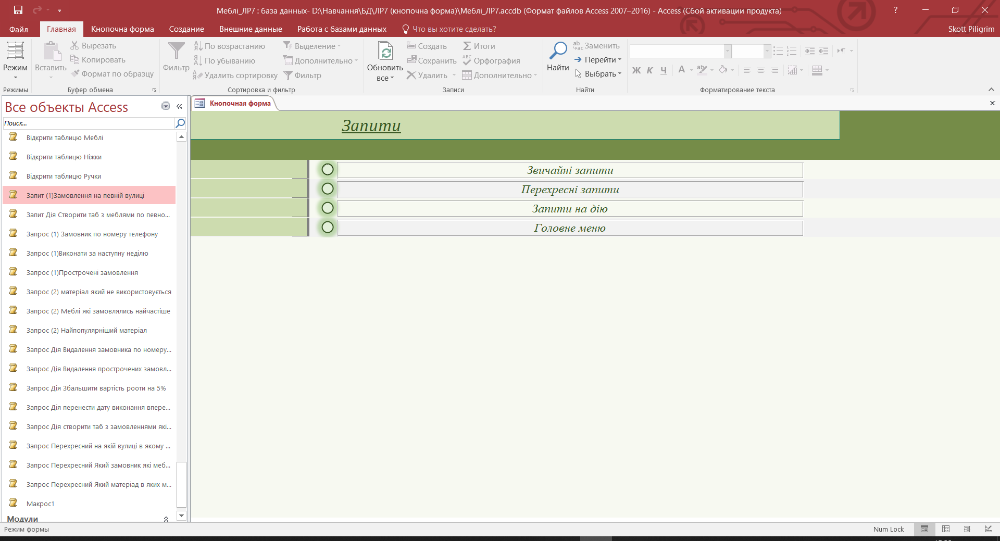 Меблі_ЛР7 : база данных- D:\Навчання\БД\ЛР7 (кнопочна форма)\Меблі_ЛР7.accdb (Формат файлов Access 2007–2016) - Access (Сбой активации продукта)
?
Файл
Главная
Кнопочна форма
Создание
Внешние данные
Работа с базами данных
Что вы хотите сделать?
Skott Piligrim
Режим
Режимы
Вставить
Вырезать
Копировать
Формат по образцу
Буфер обмена
Фильтр
По возрастанию
По убыванию
Удалить сортировку
Выделение
Дополнительно
Фильтр
Сортировка и фильтр
Обновить
все
Создать
Сохранить
Удалить
Итоги
Орфография
Дополнительно
Записи
Найти
Заменить
Перейти
Выбрать
Найти
Ж К Ч А
Форматирование текста
Все объекты Access
Поиск...
Відкрити таблицю Меблі
Відкрити таблицю Ніжки
Відкрити таблицю Ручки
Запит (1)Замовлення на певній вулиці
Запит Дія Створити таб з меблями по певно...
Запрос (1) Замовник по номеру телефону
Запрос (1)Виконати за наступну неділю
Запрос (1)Прострочені замовлення
Запрос (2) матеріал який не використовується
Запрос (2) Меблі які замовлялись найчастіше
Запрос (2) Найпопулярніший матеріал
Запрос Дія Видалення замовника по номеру...
Запрос Дія Видалення прострочених замовл...
Запрос Дія Збальшити вартість рооти на 5%
Запрос Дія перенести дату виконання впере...
Запрос Дія створити таб з замовленнями які...
Запрос Перехресний на якій вулиці в якому ...
Запрос Перехресний Який замовник які меб...
Запрос Перехресний Який матеріад в яких м...
Макрос1
Модули
Кнопочная форма
Запити
Звичайні запити
Перехресні запити
Запити на дію
Головне меню
Режим формы
Num Lock